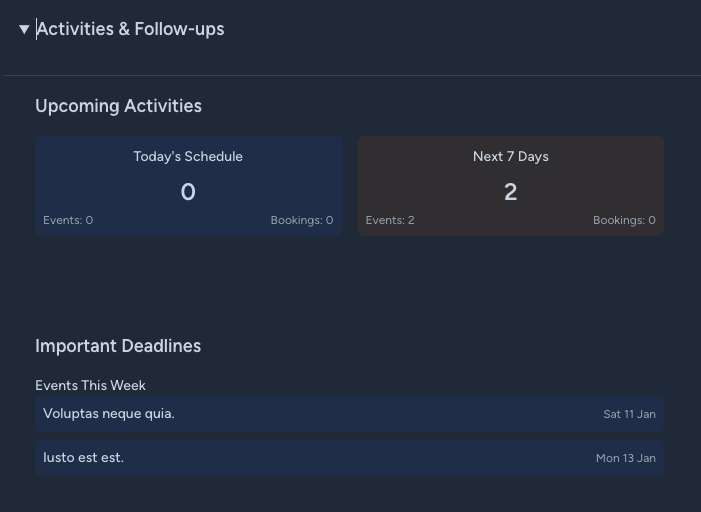 Activities & Follow-ups
Upcoming Activities
Today's Schedule
0
Events: 0
Bookings: 0
Next 7 Days
2
Events: 2
Bookings: 0
Important Deadlines
Events This Week
Voluptas neque quia.
Sat 11 Jan
Iusto est est.
Mon 13 Jan